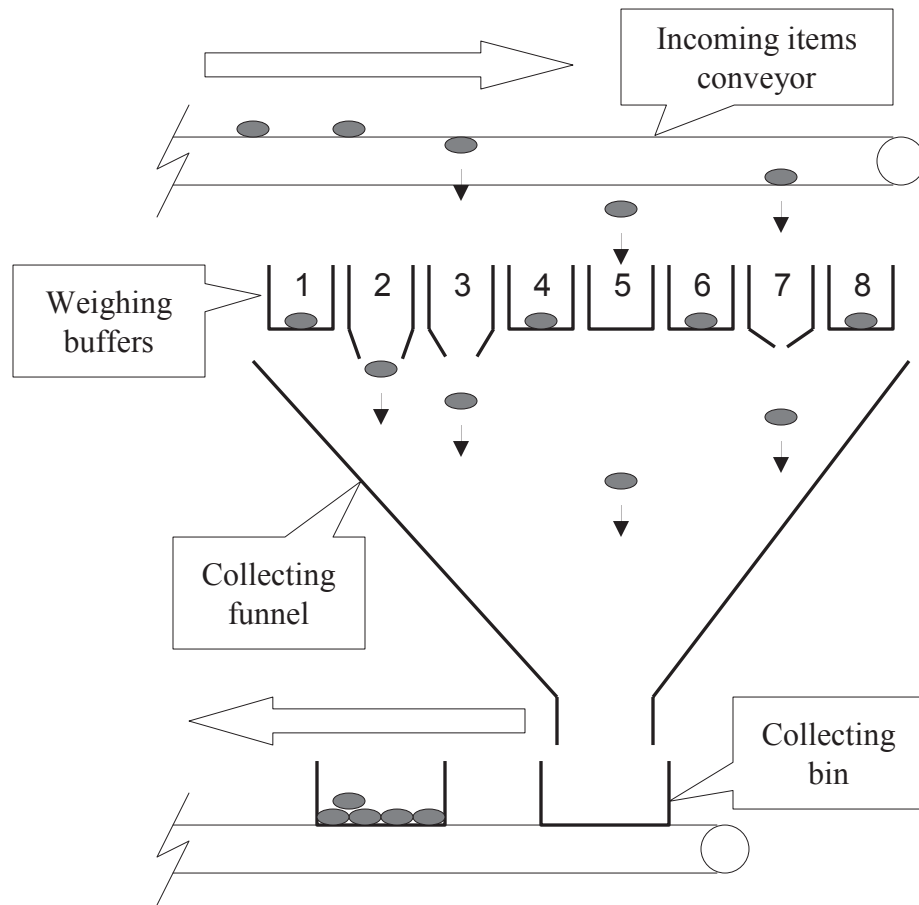 Incoming items
conveyor
Weighing
buffers
1 2 3 4 5 6 7 8
Collecting
funnel
Collecting
bin